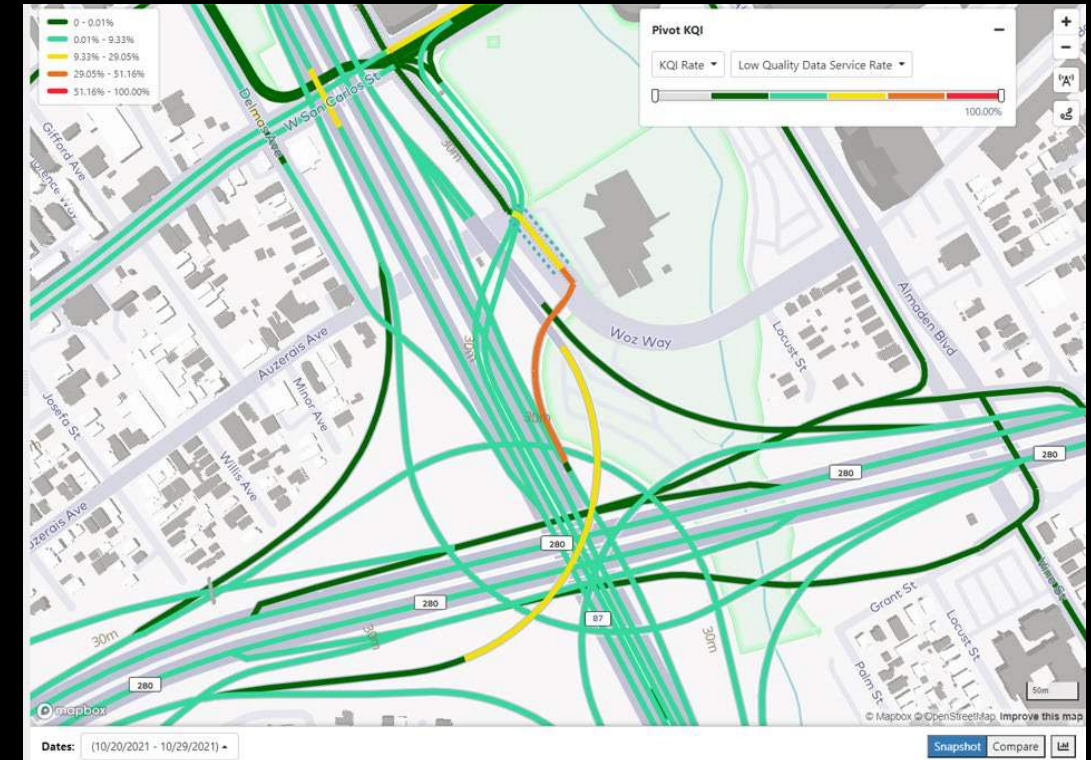 0 - 0.01%
0.01% - 9.33%
9.33% - 29.05%
29.05% - 51.16%
51.16% - 100.00%
Pivot KQI
KQI Rate
Low Quality Data Service Rate
100.00%
Delmas Ave
W San Carlos St
Gifford Ave
30m
Auzerais Ave
Minor Ave
Josefa St
Willis Ave
30m
Woz Way
Locust St
Almaden Blvd
30m
280
280
280
280
87
Grant St
Locust St
Palm St
30m
30m
30m
280
50m
mapbox
© Mapbox © OpenStreetMap Improve this map
Dates:
(10/20/2021 - 10/29/2021)
Snapshot
Compare